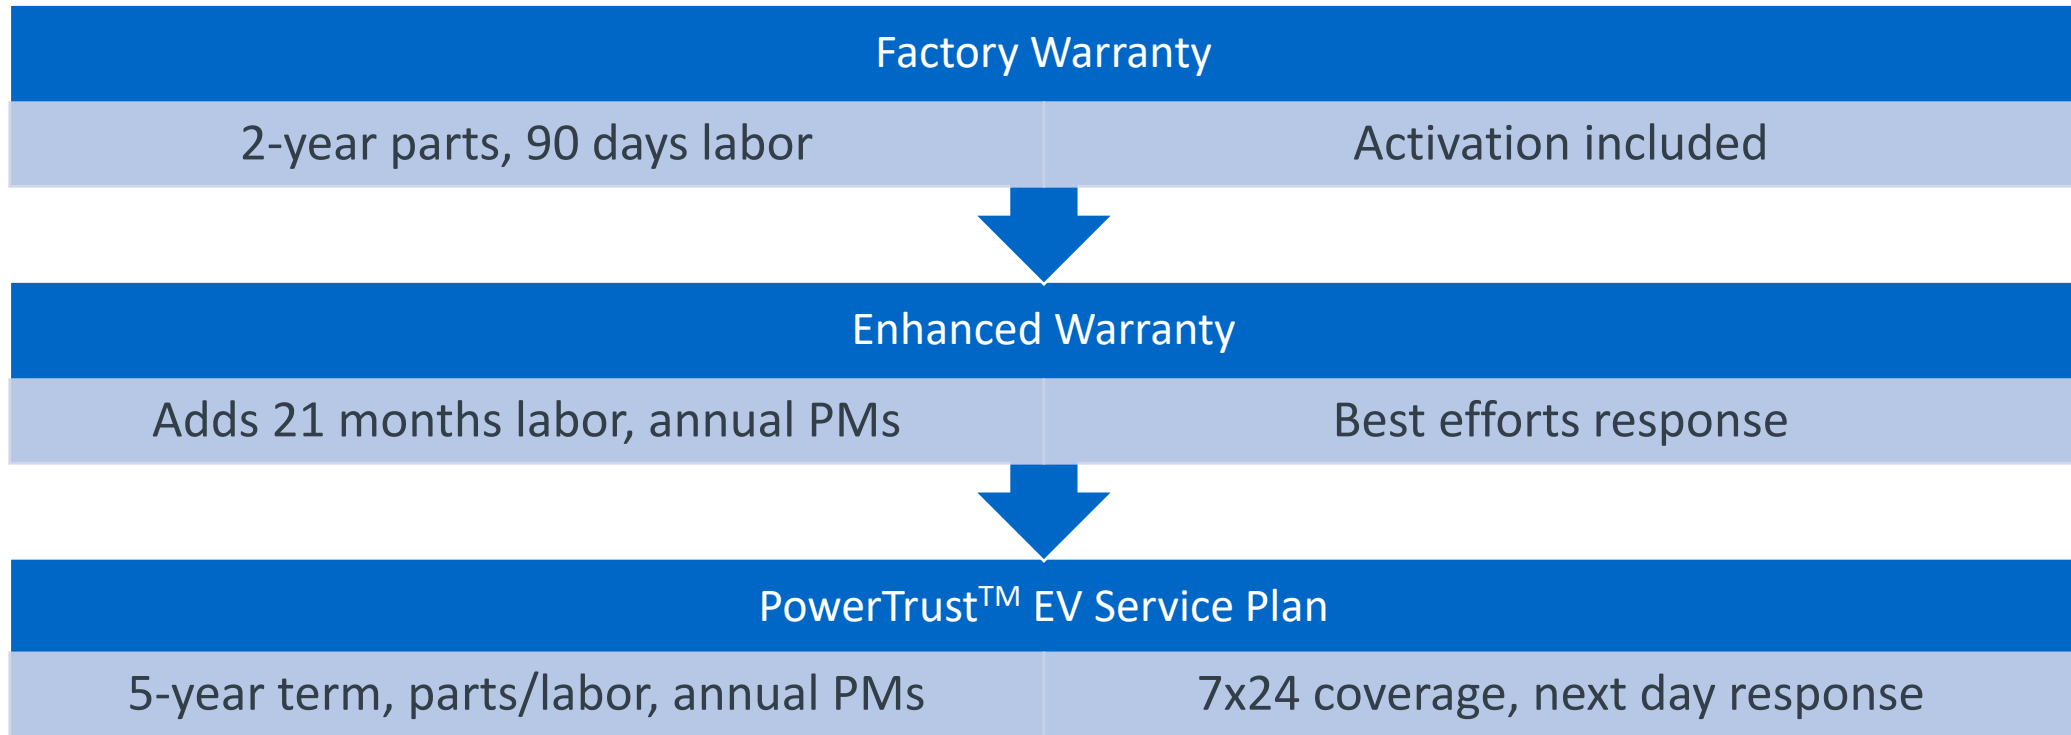 Factory Warranty
2-year parts, 90 days labor
Activation included
Enhanced Warranty
Adds 21 months labor, annual PMs
Best efforts response
PowerTrust™ EV Service Plan
5-year term, parts/labor, annual PMs
7x24 coverage, next day response